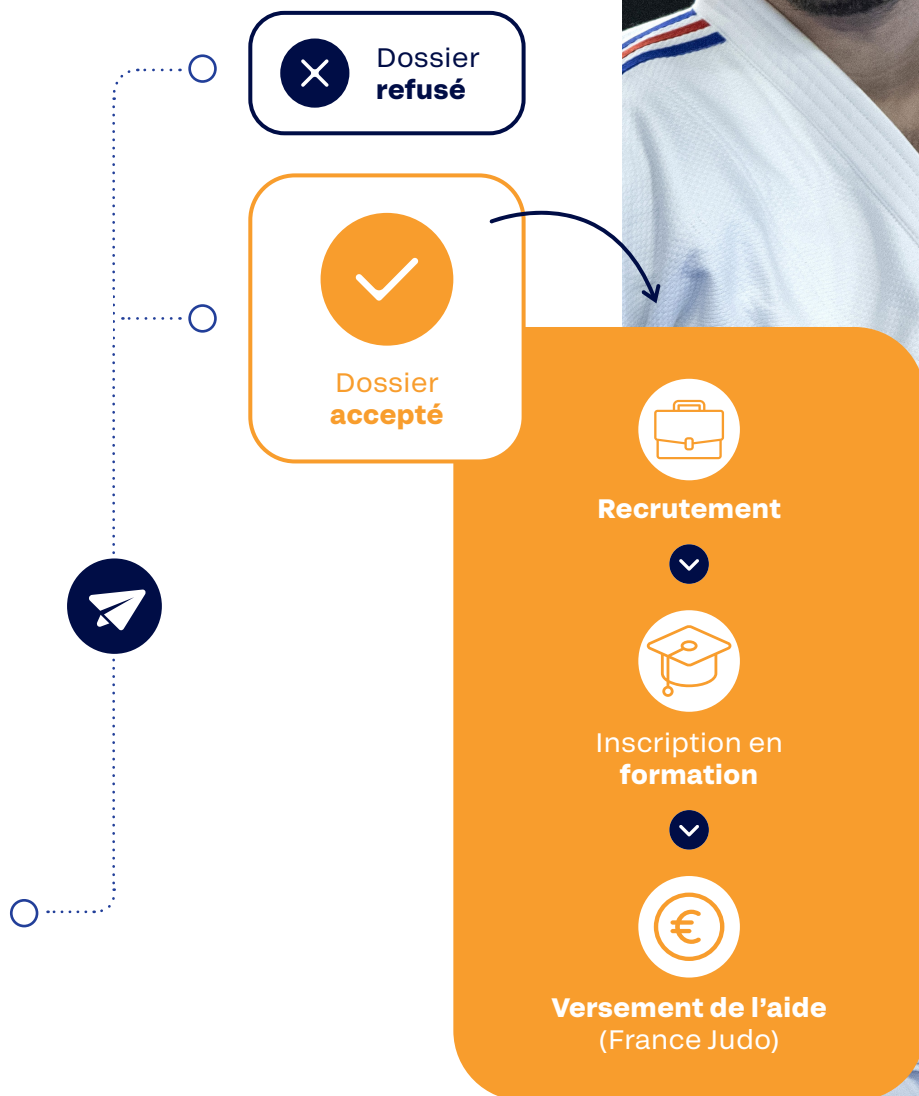 Dossier
refusé
Dossier
accepté
Recrutement
Inscription en
formation
Versement de l’aide
(France Judo)